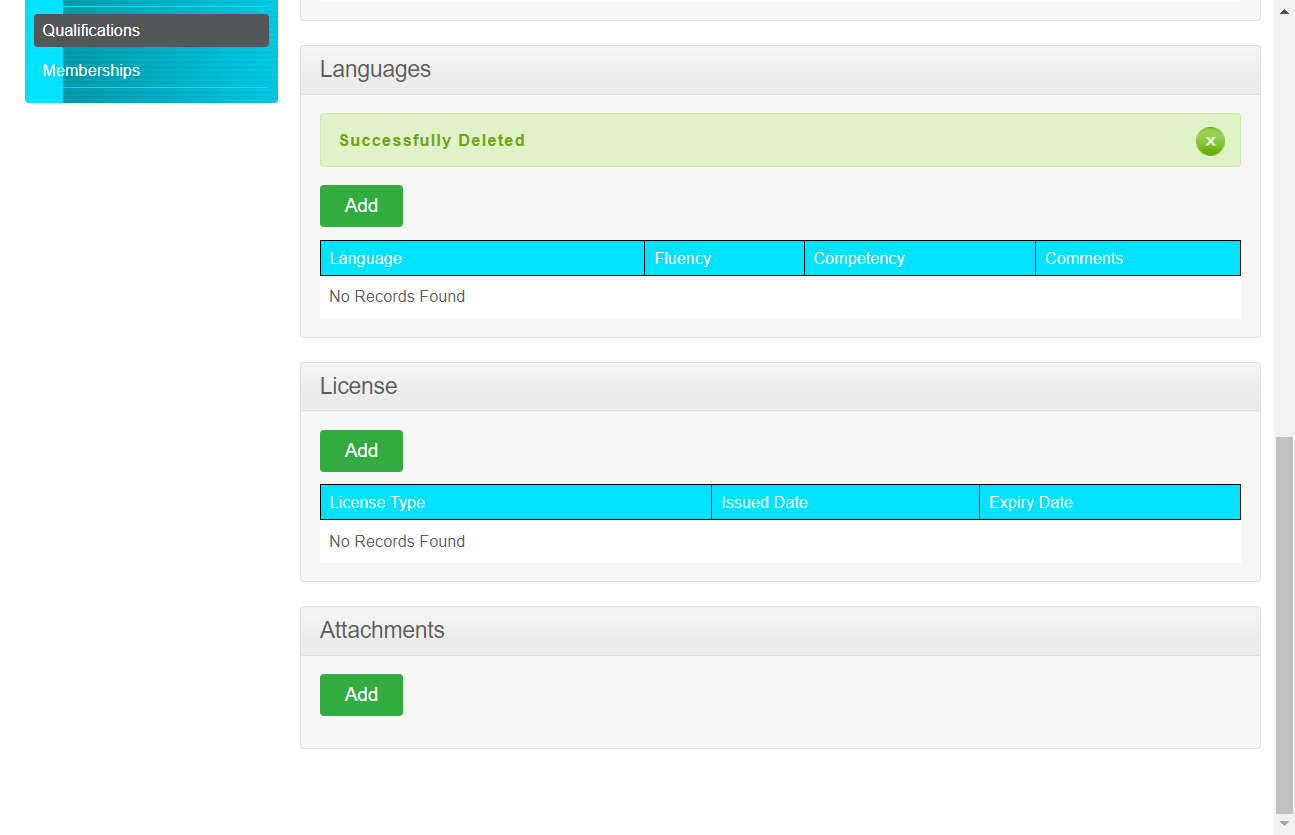 Qualifications
Memberships
Languages
Successfully Deleted
x
Add
Language Fluency Competency Comments
No Records Found
License
Add
License Type Issued Date Expiry Date
No Records Found
Attachments
Add